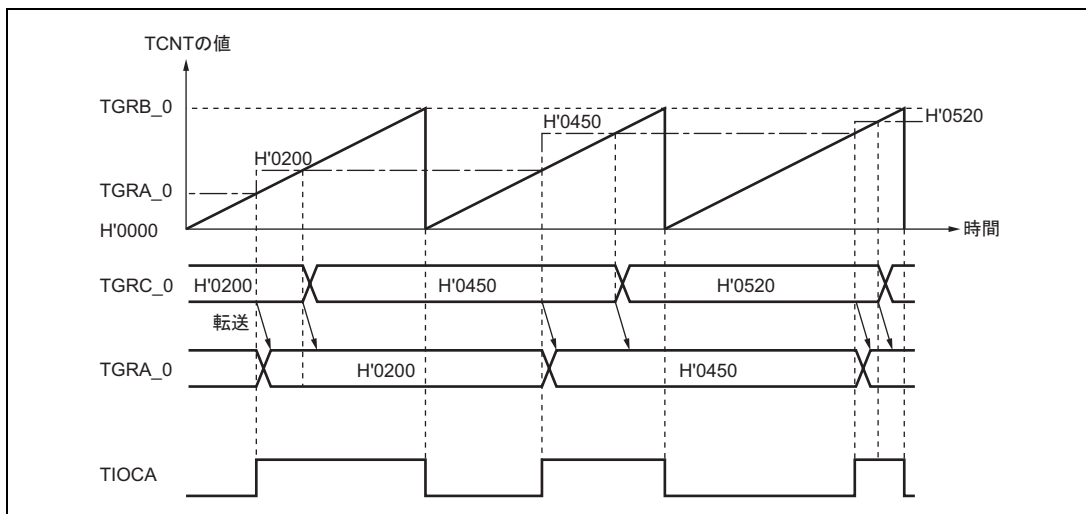 TCNTの値
TGRB_0
H'0520
H'0450
H'0200
TGRA_0
H'0000
時間
TGRC_0
H'0200
H'0450
H'0520
転送
TGRA_0
H'0200
H'0450
TIOCA